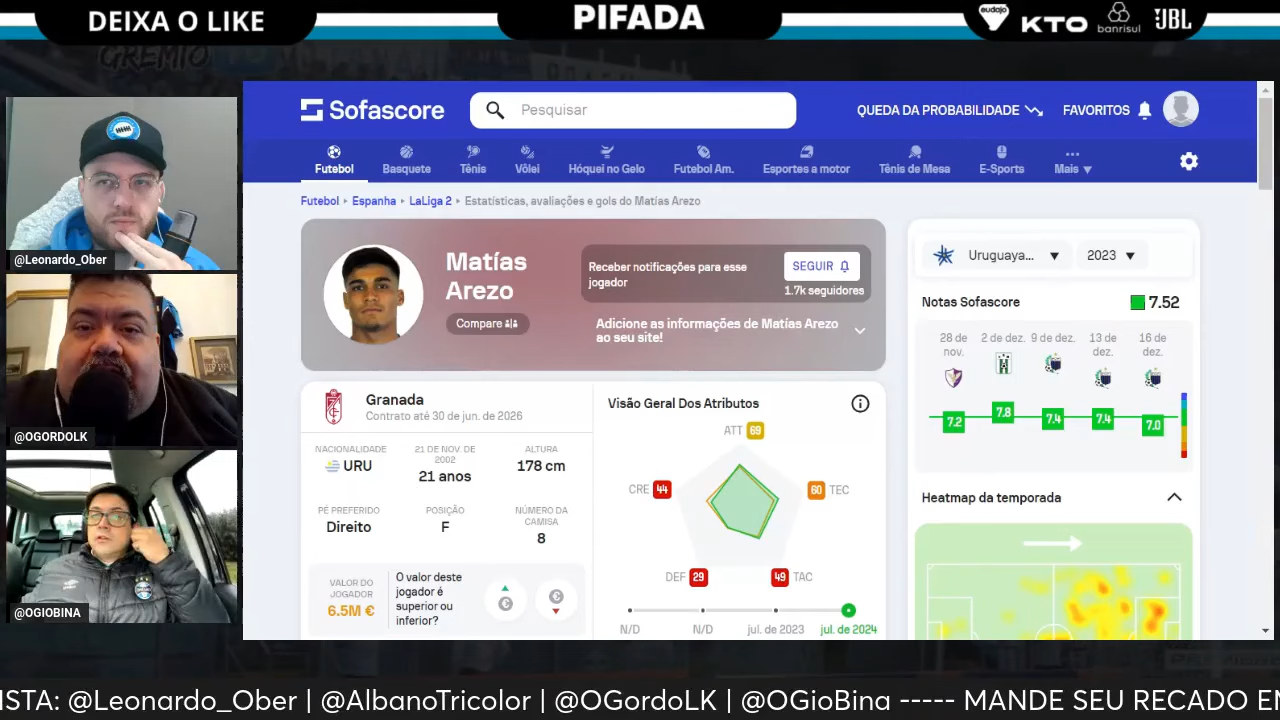 DEIXA O LIKE
PIFADA
eudajo
KTO
banrisul
JBL
GRÊMIO
@Leonardo_Ober
@OGORDOLK
@OGIOBINA
Sofascore
Pesquisar
QUEDA DA PROBABILIDADE
FAVORITOS
Futebol
Basquete
Tênis
Vôlei
Hóquei no Gelo
Futebol Am.
Esportes a motor
Tênis de Mesa
E-Sports
Mais
Futebol
Espanha
LaLiga 2
Estatísticas, avaliações e gols do Matías Arezo
Matías
Arezo
Compare
Receber notificações para esse
jogador
SEGUIR
1.7k seguidores
Adicione as informações de Matías Arezo
ao seu site!
Granada
Contrato até 30 de jun. de 2026
NACIONALIDADE
URU
21 DE NOV. DE
2002
21 anos
ALTURA
178 cm
PÉ PREFERIDO
Direito
POSIÇÃO
F
NÚMERO DA
CAMISA
8
VALOR DO
JOGADOR
6.5M €
O valor deste
jogador é
superior ou
inferior?
Visão Geral Dos Atributos
ATT 69
CRE 44
60 TEC
DEF 29
49 TAC
N/D
N/D
jul. de 2023
jul. de 2024
Uruguaya...
2023
Notas Sofascore
7.52
28 de
nov.
2 de dez.
9 de dez.
13 de
dez.
16 de
dez.
7.2
7.8
7.4
7.4
7.0
Heatmap da temporada
ISTA: @Leonardo_Ober | @AlbanoTricolor | @OGordoLK | @OGioBina ----- MANDE SEU RECADO EN